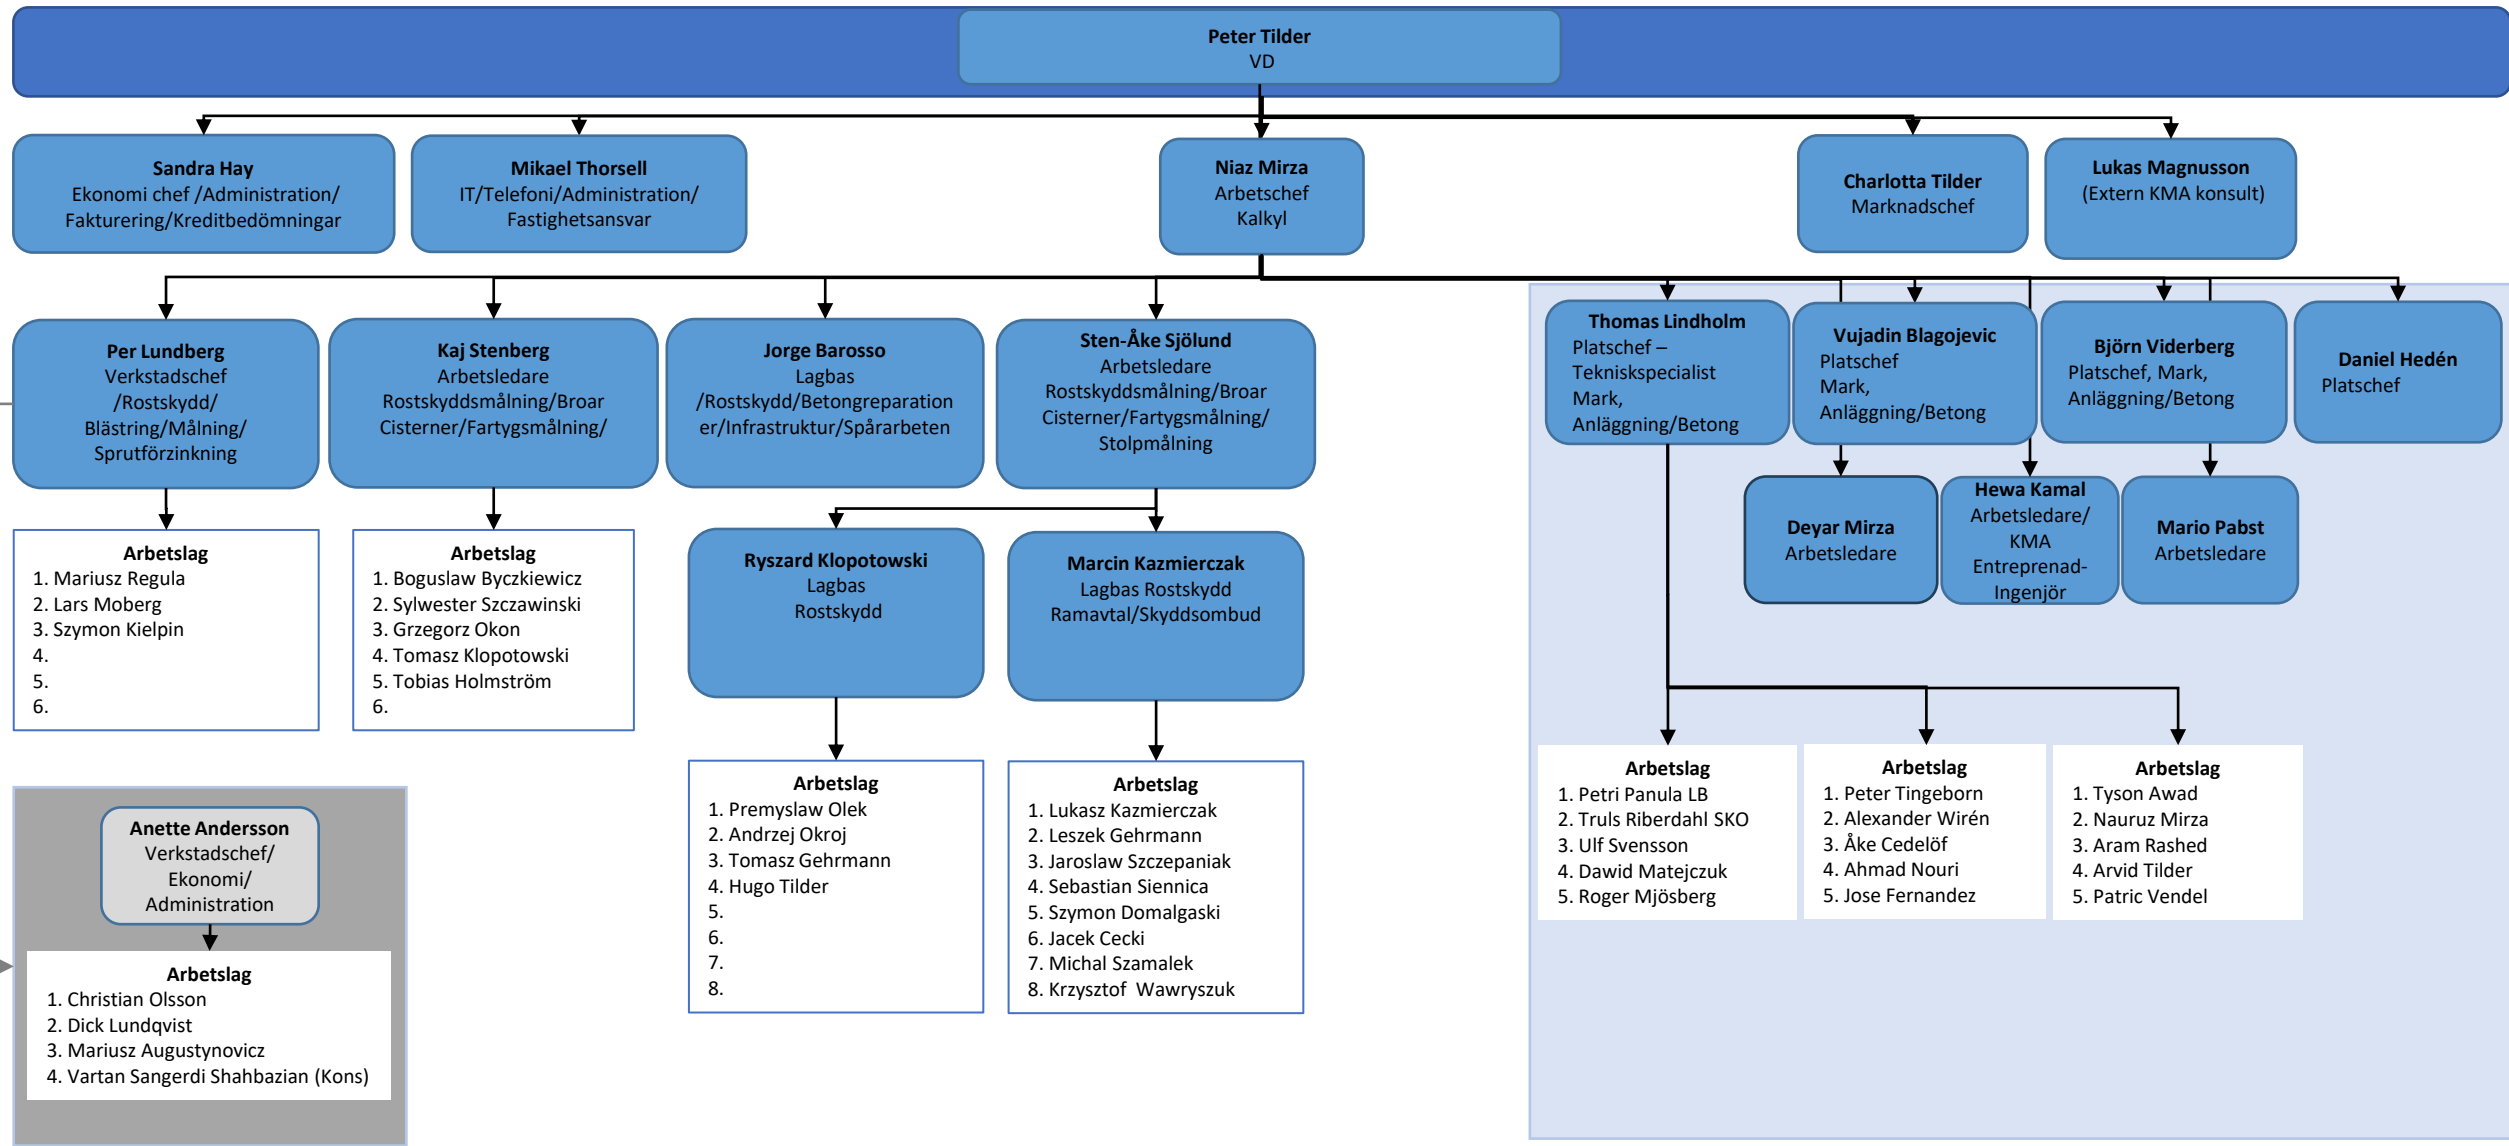 Peter Tilder
VD
Sandra Hay
Ekonomi chef /Administration/
Fakturering/Kreditbedömningar
Mikael Thorsell
IT/Telefoni/Administration/
Fastighetsansvar
Niaz Mirza
Arbetschef
Kalkyl
Charlotta Tilder
Marknadschef
Lukas Magnusson
(Extern KMA konsult)
Per Lundberg
Verkstadschef
/Rostskydd/
Blästring/Målning/
Sprutförzinkning
Kaj Stenberg
Arbetsledare
Rostskyddsmålning/Broar
Cisterner/Fartygsmålning/
Jorge Barosso
Lagbas
/Rostskydd/Betongreparation
er/Infrastruktur/Spårarbeten
Sten-Åke Sjölund
Arbetsledare
Rostskyddsmålning/Broar
Cisterner/Fartygsmålning/
Stolpmålning
Thomas Lindholm
Platschef –
Tekniskspecialist
Mark,
Anläggning/Betong
Vujadin Blagojevic
Platschef
Mark,
Anläggning/Betong
Björn Viderberg
Platschef, Mark,
Anläggning/Betong
Daniel Hedén
Platschef
Deyar Mirza
Arbetsledare
Hewa Kamal
Arbetsledare/
KMA
Entreprenad-
Ingenjör
Mario Pabst
Arbetsledare
Arbetslag
1. Mariusz Regula
2. Lars Moberg
3. Szymon Kielpin
4.
5.
6.
Arbetslag
1. Boguslaw Byczkiewicz
2. Sylwester Szczawinski
3. Grzegorz Okon
4. Tomasz Klopotowski
5. Tobias Holmström
6.
Ryszard Klopotowski
Lagbas
Rostskydd
Marcin Kazmierczak
Lagbas Rostskydd
Ramavtal/Skyddsombud
Arbetslag
1. Premyslaw Olek
2. Andrzej Okroj
3. Tomasz Gehrmann
4. Hugo Tilder
5.
6.
7.
8.
Arbetslag
1. Lukasz Kazmierczak
2. Leszek Gehrmann
3. Jaroslaw Szczepaniak
4. Sebastian Siennica
5. Szymon Domalgaski
6. Jacek Cecki
7. Michal Szamalek
8. Krzysztof  Wawryszuk
Arbetslag
1. Petri Panula LB
2. Truls Riberdahl SKO
3. Ulf Svensson
4. Dawid Matejczuk
5. Roger Mjösberg
Arbetslag
1. Peter Tingeborn
2. Alexander Wirén
3. Åke Cedelöf
4. Ahmad Nouri
5. Jose Fernandez
Arbetslag
1. Tyson Awad
2. Nauruz Mirza
3. Aram Rashed
4. Arvid Tilder
5. Patric Vendel
Anette Andersson
Verkstadschef/
Ekonomi/
Administration
Arbetslag
1. Christian Olsson
2. Dick Lundqvist
3. Mariusz Augustynovicz
4. Vartan Sangerdi Shahbazian (Kons)